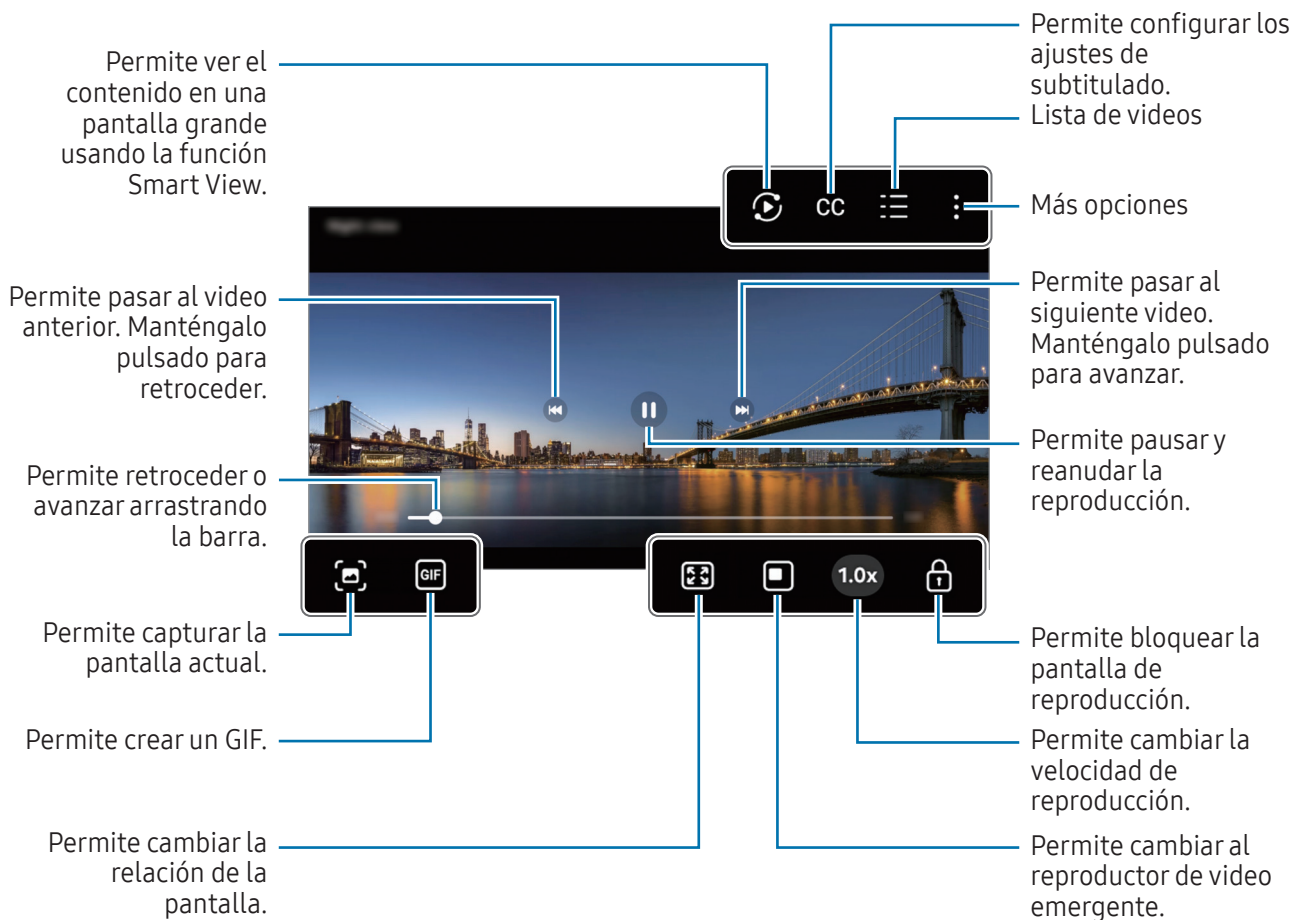 Permite configurar los
ajustes de
subtitulado.
Permite ver el
contenido en una
pantalla grande
usando la función
Smart View.
Lista de videos
CC
Más opciones
Permite pasar al video
anterior. Manténgalo
pulsado para
retroceder.
Permite pasar al
siguiente video.
Manténgalo pulsado
para avanzar.
Permite pausar y
reanudar la
reproducción.
Permite retroceder o
avanzar arrastrando
la barra.
GIF
1.0x
Permite capturar la
pantalla actual.
Permite bloquear la
pantalla de
reproducción.
Permite crear un GIF.
Permite cambiar la
velocidad de
reproducción.
Permite cambiar la
relación de la
pantalla.
Permite cambiar al
reproductor de video
emergente.